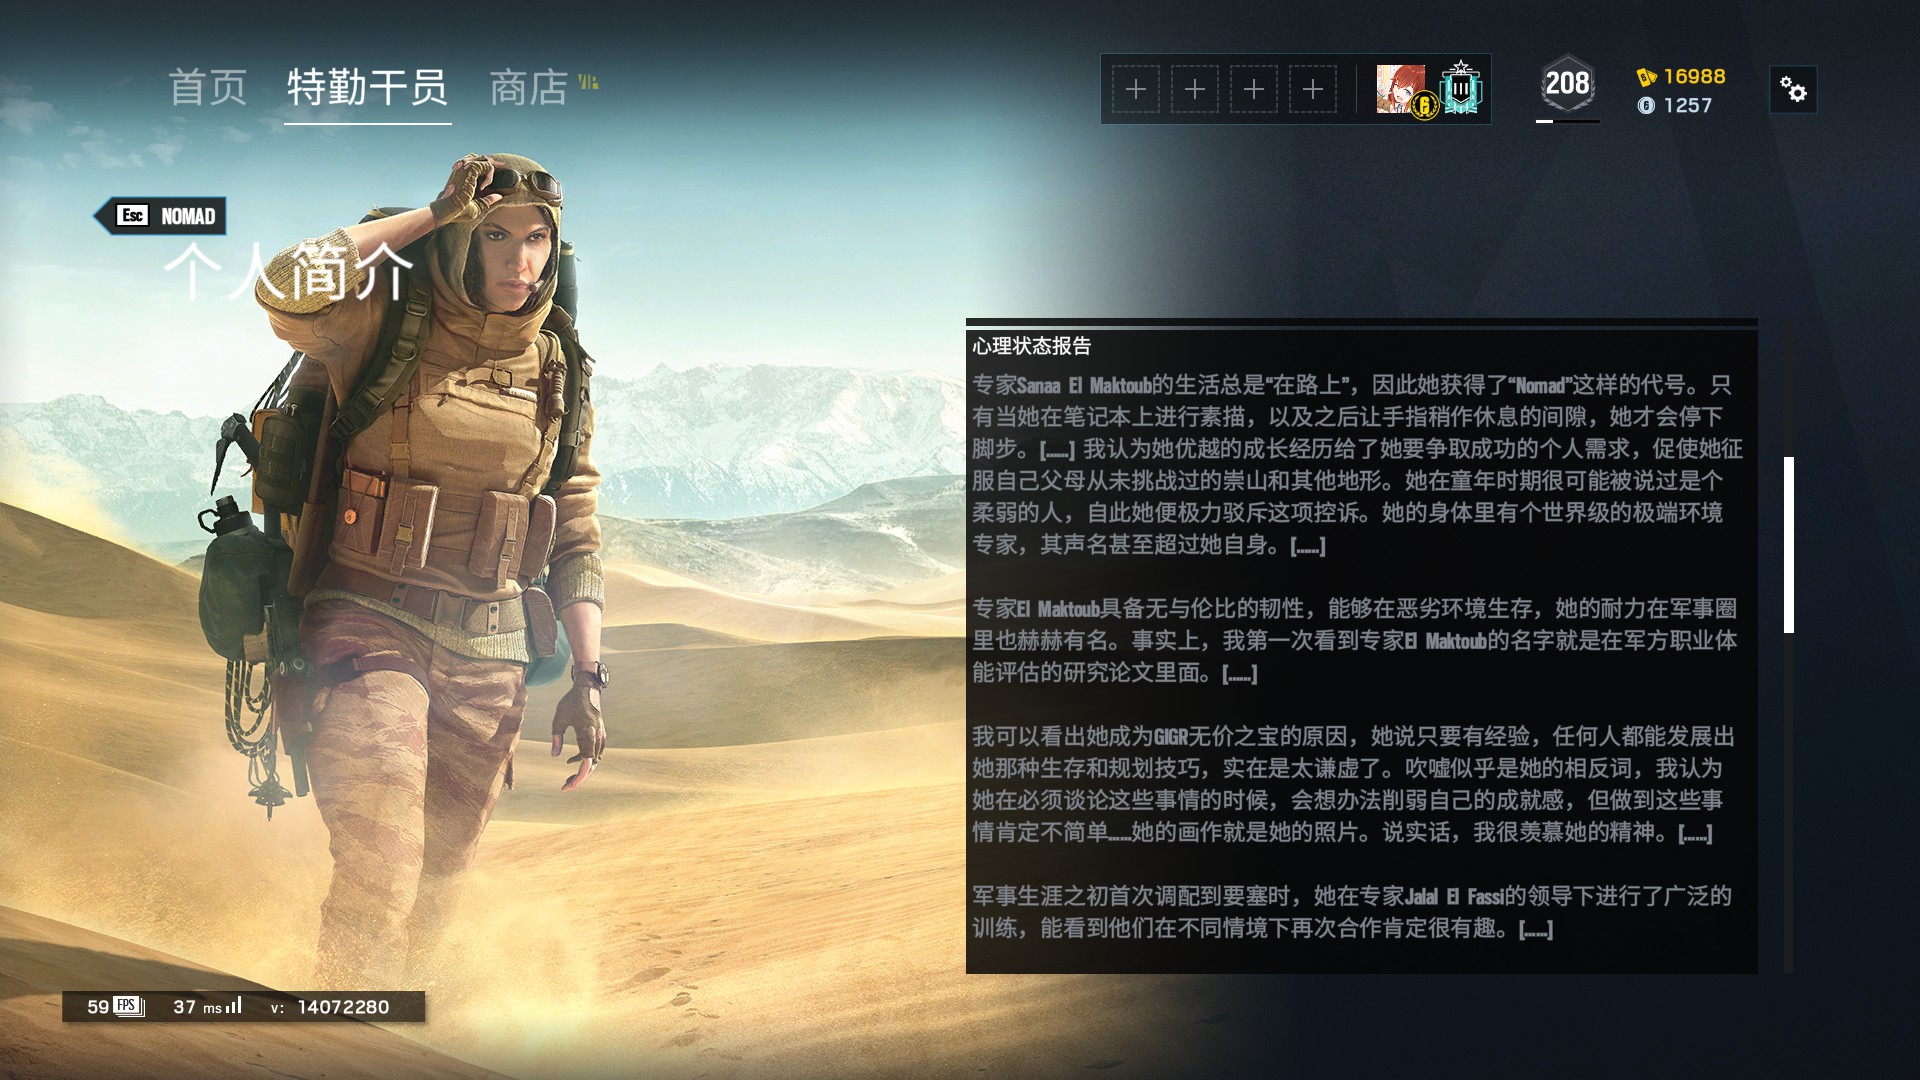 首页 特勤干员 商店
208
16988
1257
Esc NOMAD
个人简介
心理状态报告
专家Sanaa El Maktoub的生活总是“在路上”，因此她获得了“Nomad”这样的代号。只
有当她在笔记本上进行素描，以及之后让手指稍作休息的间隙，她才会停下
脚步。[......] 我认为她优越的成长经历给了她要争取成功的个人需求，促使她征
服自己父母从未挑战过的崇山和其他地形。她在童年时期很可能被说过是个
柔弱的人，自此她便极力驳斥这项控诉。她的身体里有个世界级的极端环境
专家，其声名甚至超过她自身。[......]
专家El Maktoub具备无与伦比的韧性，能够在恶劣环境生存，她的耐力在军事圈
里也赫赫有名。事实上，我第一次看到专家El Maktoub的名字就是在军方职业体
能评估的研究论文里面。[......]
我可以看出她成为GIGR无价之宝的原因，她说只要有经验，任何人都能发展出
她那种生存和规划技巧，实在是太谦虚了。吹嘘似乎是她的相反词，我认为
她在必须谈论这些事情的时候，会想办法削弱自己的成就感，但做到这些事
情肯定不简单......她的画作就是她的照片。说实话，我很羡慕她的精神。[......]
军事生涯之初首次调配到要塞时，她在专家Jalal El Fassi的领导下进行了广泛的
训练，能看到他们在不同情境下再次合作肯定很有趣。[......]
59 FPS 37 ms v: 14072280